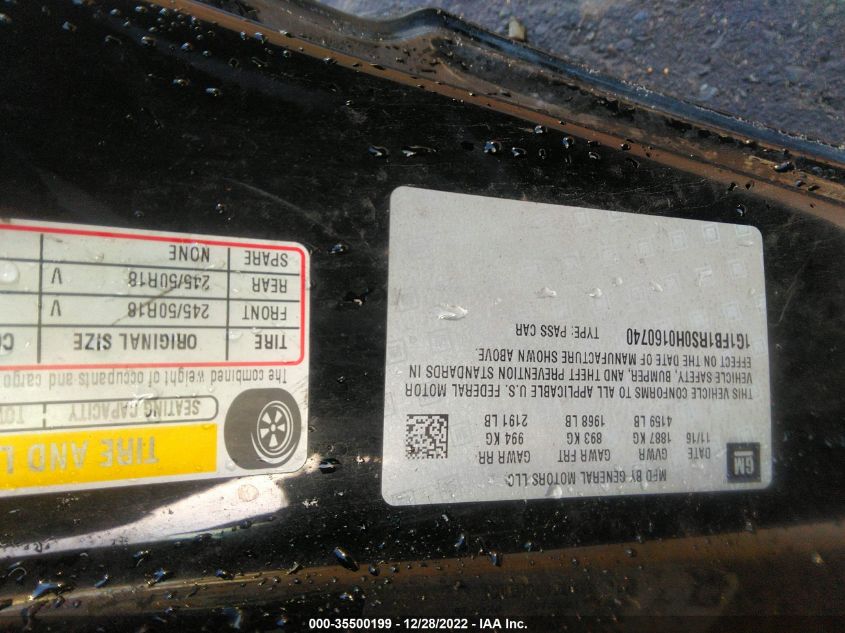 MFD BY GENERAL MOTORS LLC
GM
DATE GVWR GAWR FRT GAWR RR
11/16 1887 KG 893 KG 994 KG
4159 LB 1968 LB 2191 LB
THIS VEHICLE CONFORMS TO ALL APPLICABLE U.S. FEDERAL MOTOR
VEHICLE SAFETY, BUMPER, AND THEFT PREVENTION STANDARDS IN
EFFECT ON THE DATE OF MANUFACTURE SHOWN ABOVE.
1G1FB1RS0H0160740 TYPE: PASS CAR
TIRE AND L
SEATING CAPACITY TO
The combined weight of occupants and cargo
TIRE ORIGINAL SIZE CO
FRONT 245/50R18 V
REAR 245/50R18 V
SPARE NONE
000-35500199 - 12/28/2022 - IAA Inc.